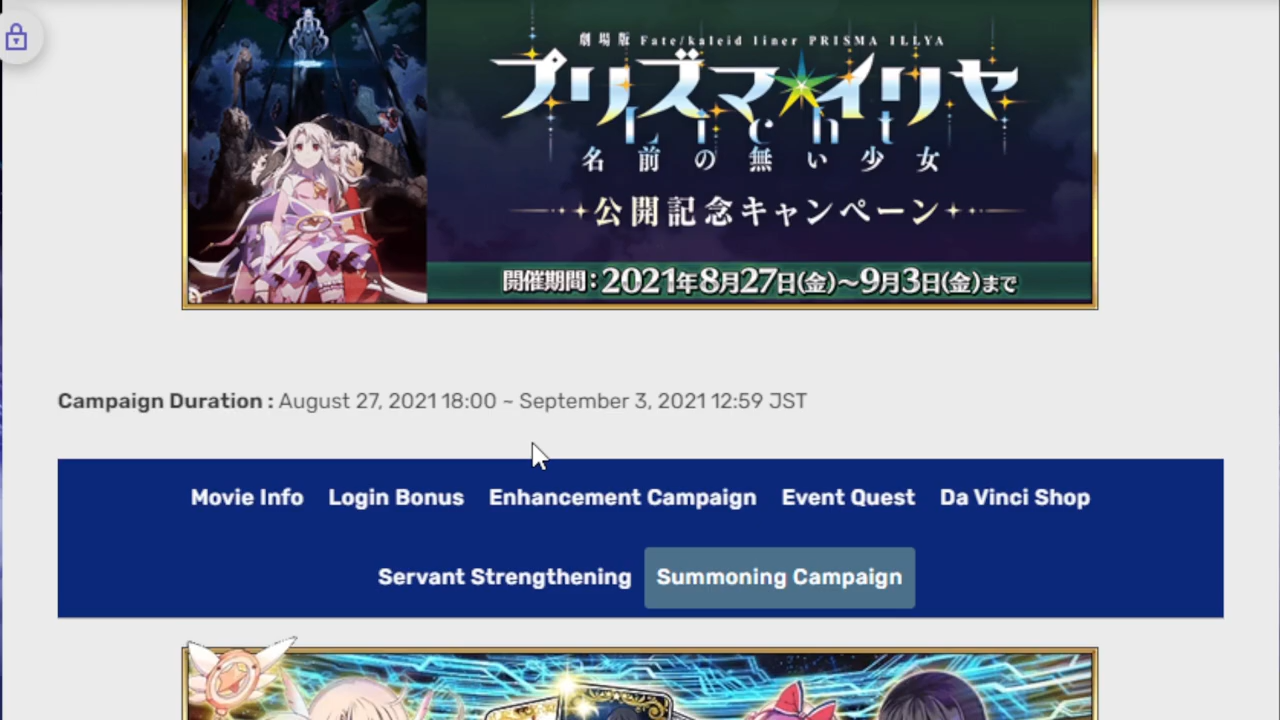 劇場版 Fate/kaleid liner PRISMA ILLYA
プリズマ☆イリヤ
Licht
名前の無い少女
公開記念キャンペーン
開催期間：2021年8月27日(金)～9月3日(金)まで
Campaign Duration : August 27, 2021 18:00 ~ September 3, 2021 12:59 JST
Movie Info Login Bonus Enhancement Campaign Event Quest Da Vinci Shop
Servant Strengthening Summoning Campaign